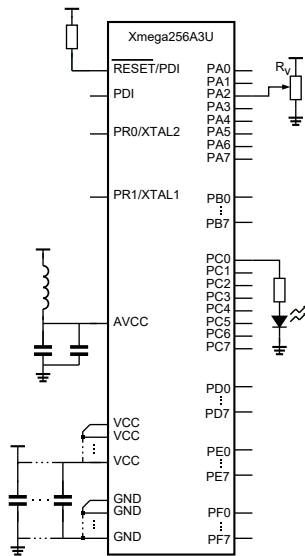 Xmega256A3U
RESET/PDI
PDI
PR0/XTAL2
PR1/XTAL1
AVCC
VCC
VCC
VCC
GND
GND
GND
PA0
PA1
PA2
PA3
PA4
PA5
PA6
PA7
RV
PB0
PB7
PC0
PC1
PC2
PC3
PC4
PC5
PC6
PC7
PD0
PD7
PE0
PE7
PF0
PF7